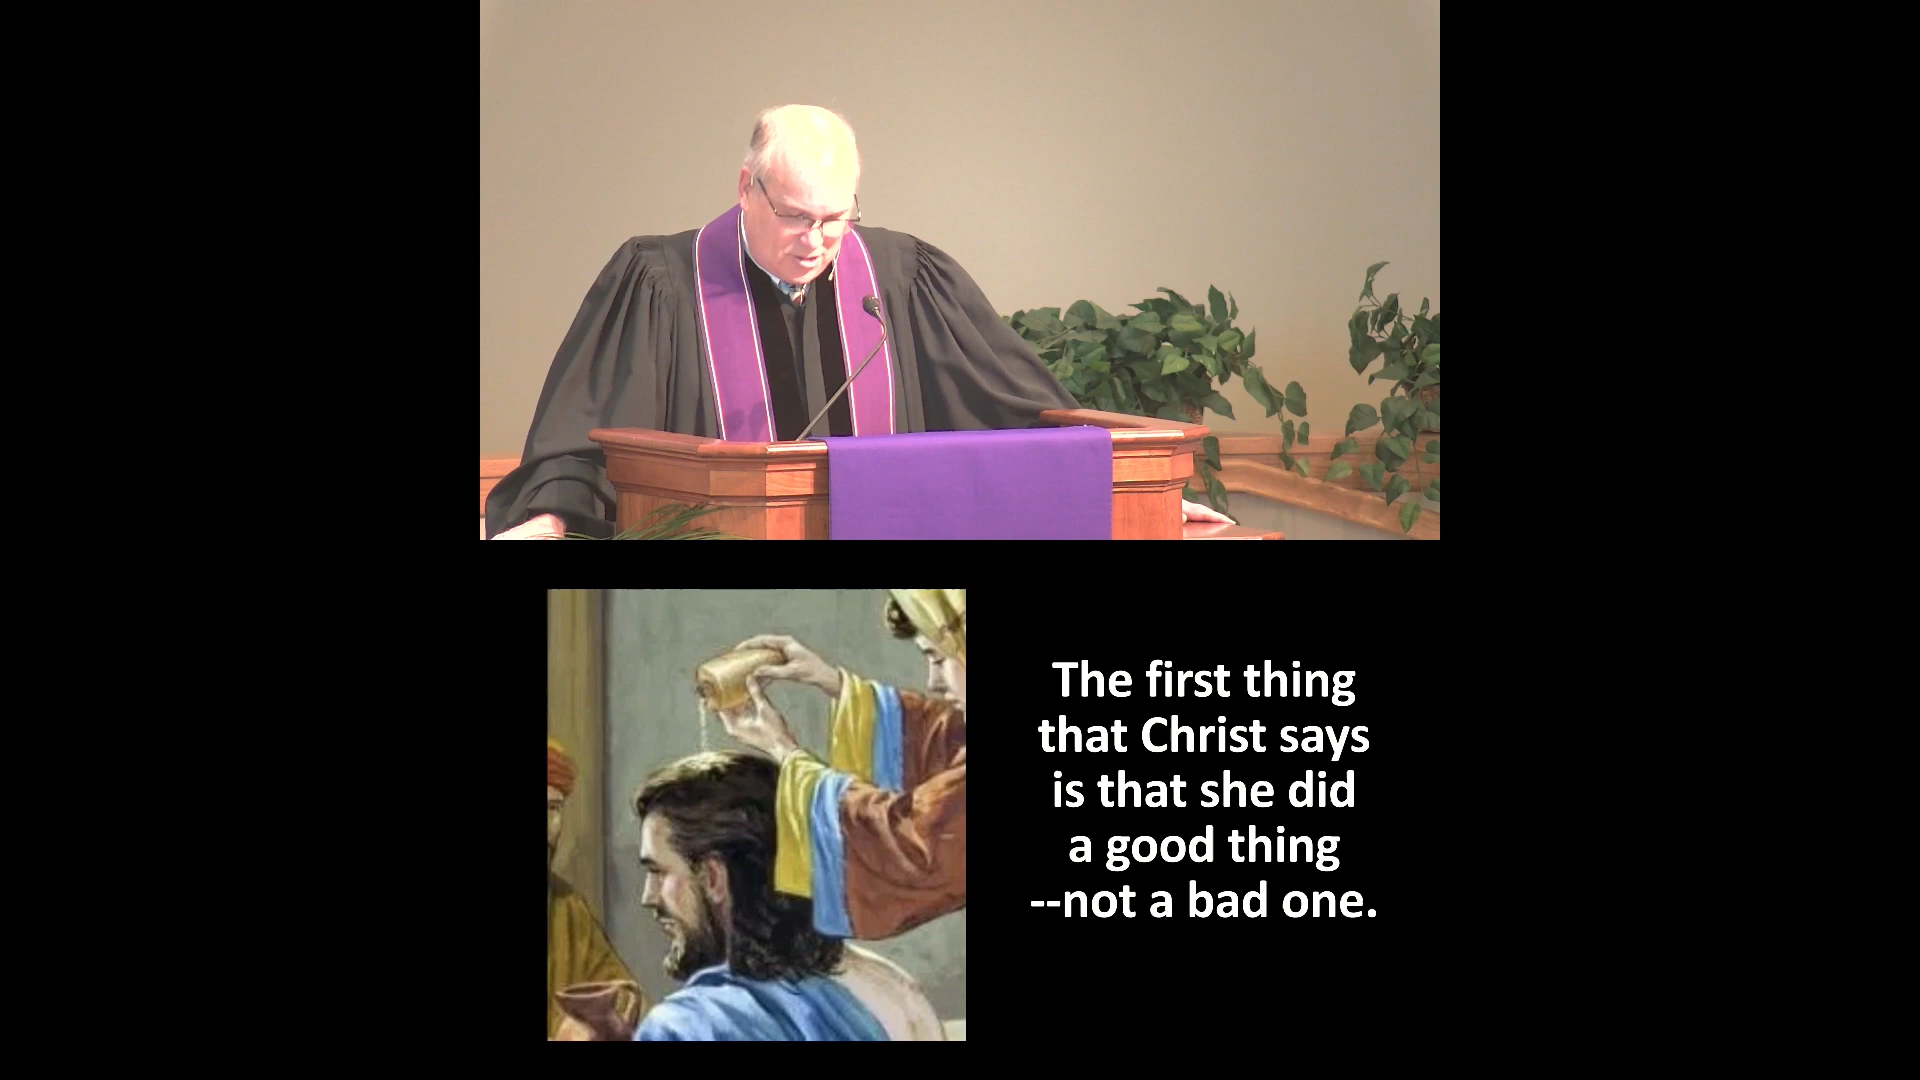 The first thing
that Christ says
is that she did
a good thing
--not a bad one.